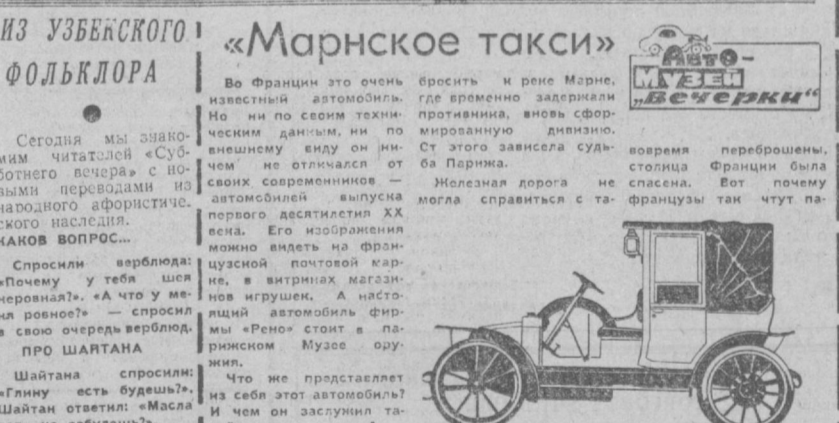 ИЗ УЗБЕКСКОГО
ФОЛЬКЛОРА
Сегодня мы знако-
мим читателей «Суб-
ботнего вечера» с но-
выми переводами из
народного афористиче-
ского наследия.
КАКОВ ВОПРОС...
Спросили верблюда:
«Почему у тебя шея
неровная?». «А что у ме-
ня ровное?» — спросил
в свою очередь верблюд.
ПРО ШАЙТАНА
Шайтана спросили:
«Глину есть будешь?».
Шайтан ответил: «Масла
«Марнское такси»
Во Франции это очень
известный автомобиль.
Но ни по своим техни-
ческим данным, ни по
внешнему виду он ни-
чем не отличался от
своих современников —
автомобилей выпуска
первого десятилетия XX
века. Его изображения
можно видеть на фран-
цузской почтовой мар-
ке, в витринах магази-
нов игрушек. А насто-
ящий автомобиль фир-
мы «Рено» стоит в па-
рижском Музее ору-
жия.
Что же представляет
из себя этот автомобиль?
И чем он заслужил та-
бросить к реке Марне,
где временно задержали
противника, вновь сфор-
мированную дивизию.
От этого зависела судь-
ба Парижа.
Железная дорога не
могла справиться с та-
Авто-
МУЗЕЙ
„Вечерки“
вовремя переброшены,
столица Франции была
спасена. Вот почему
французы так чтут па-